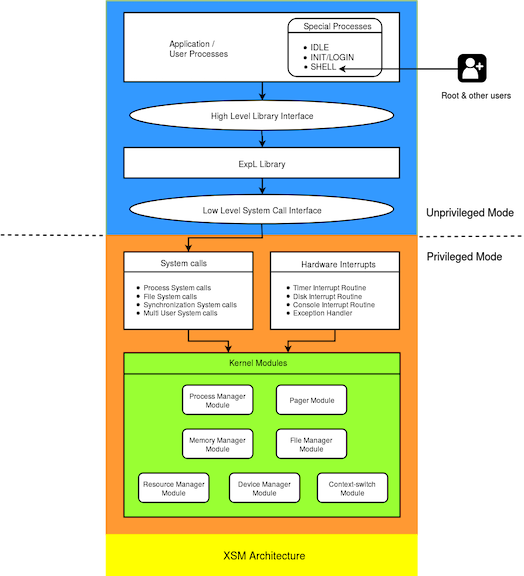 Special Processes
Application /
User Processes
• IDLE
• INIT/LOGIN
• SHELL
Root & other users
High Level Library Interface
ExpL Library
Low Level System Call Interface
Unprivileged Mode
Privileged Mode
System calls
• Process System calls
• File System calls
• Synchronization System calls
• Multi User System calls
Hardware Interrupts
• Timer Interrupt Routine
• Disk Interrupt Routine
• Console Interrupt Routine
• Exception Handler
Kernel Modules
Process Manager
Module
Pager Module
Memory Manager
Module
File Manager
Module
Resource Manager
Module
Device Manager
Module
Context-switch
Module
XSM Architecture